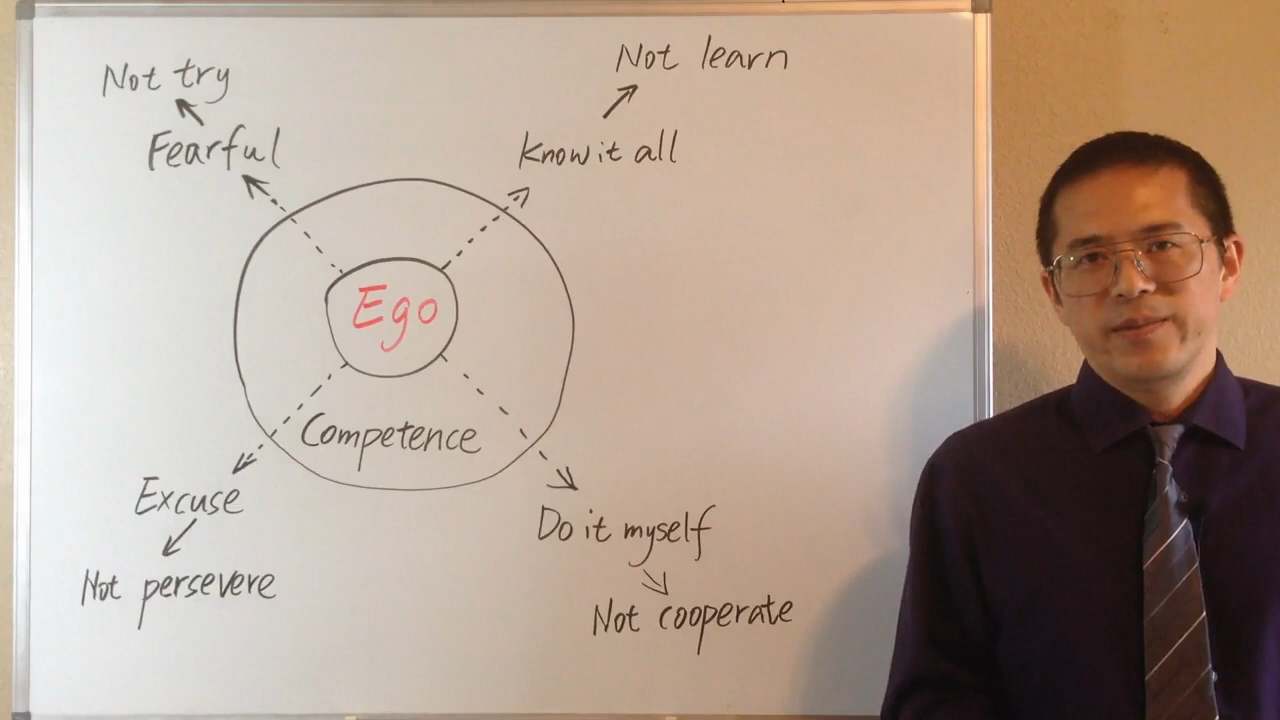 Not try
Fearful
Not learn
Know it all
Ego
Competence
Excuse
Not persevere
Do it myself
Not cooperate